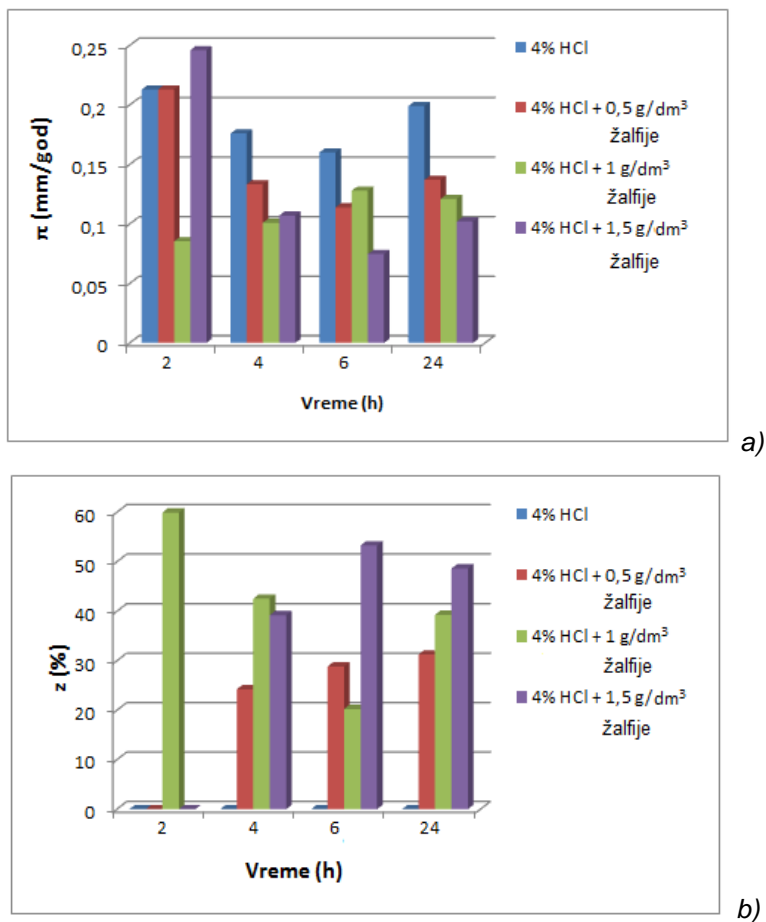 0,25
0,2
0,15
0,1
0,05
0
π (mm/god)
2 4 6 24
Vreme (h)
4% HCl
4% HCl + 0,5 g/dm³
žalfije
4% HCl + 1 g/dm³
žalfije
4% HCl + 1,5 g/dm³
žalfije
a)
60
50
40
30
20
10
0
z (%)
2 4 6 24
Vreme (h)
4% HCl
4% HCl + 0,5 g/dm³
žalfije
4% HCl + 1 g/dm³
žalfije
4% HCl + 1,5 g/dm³
žalfije
b)